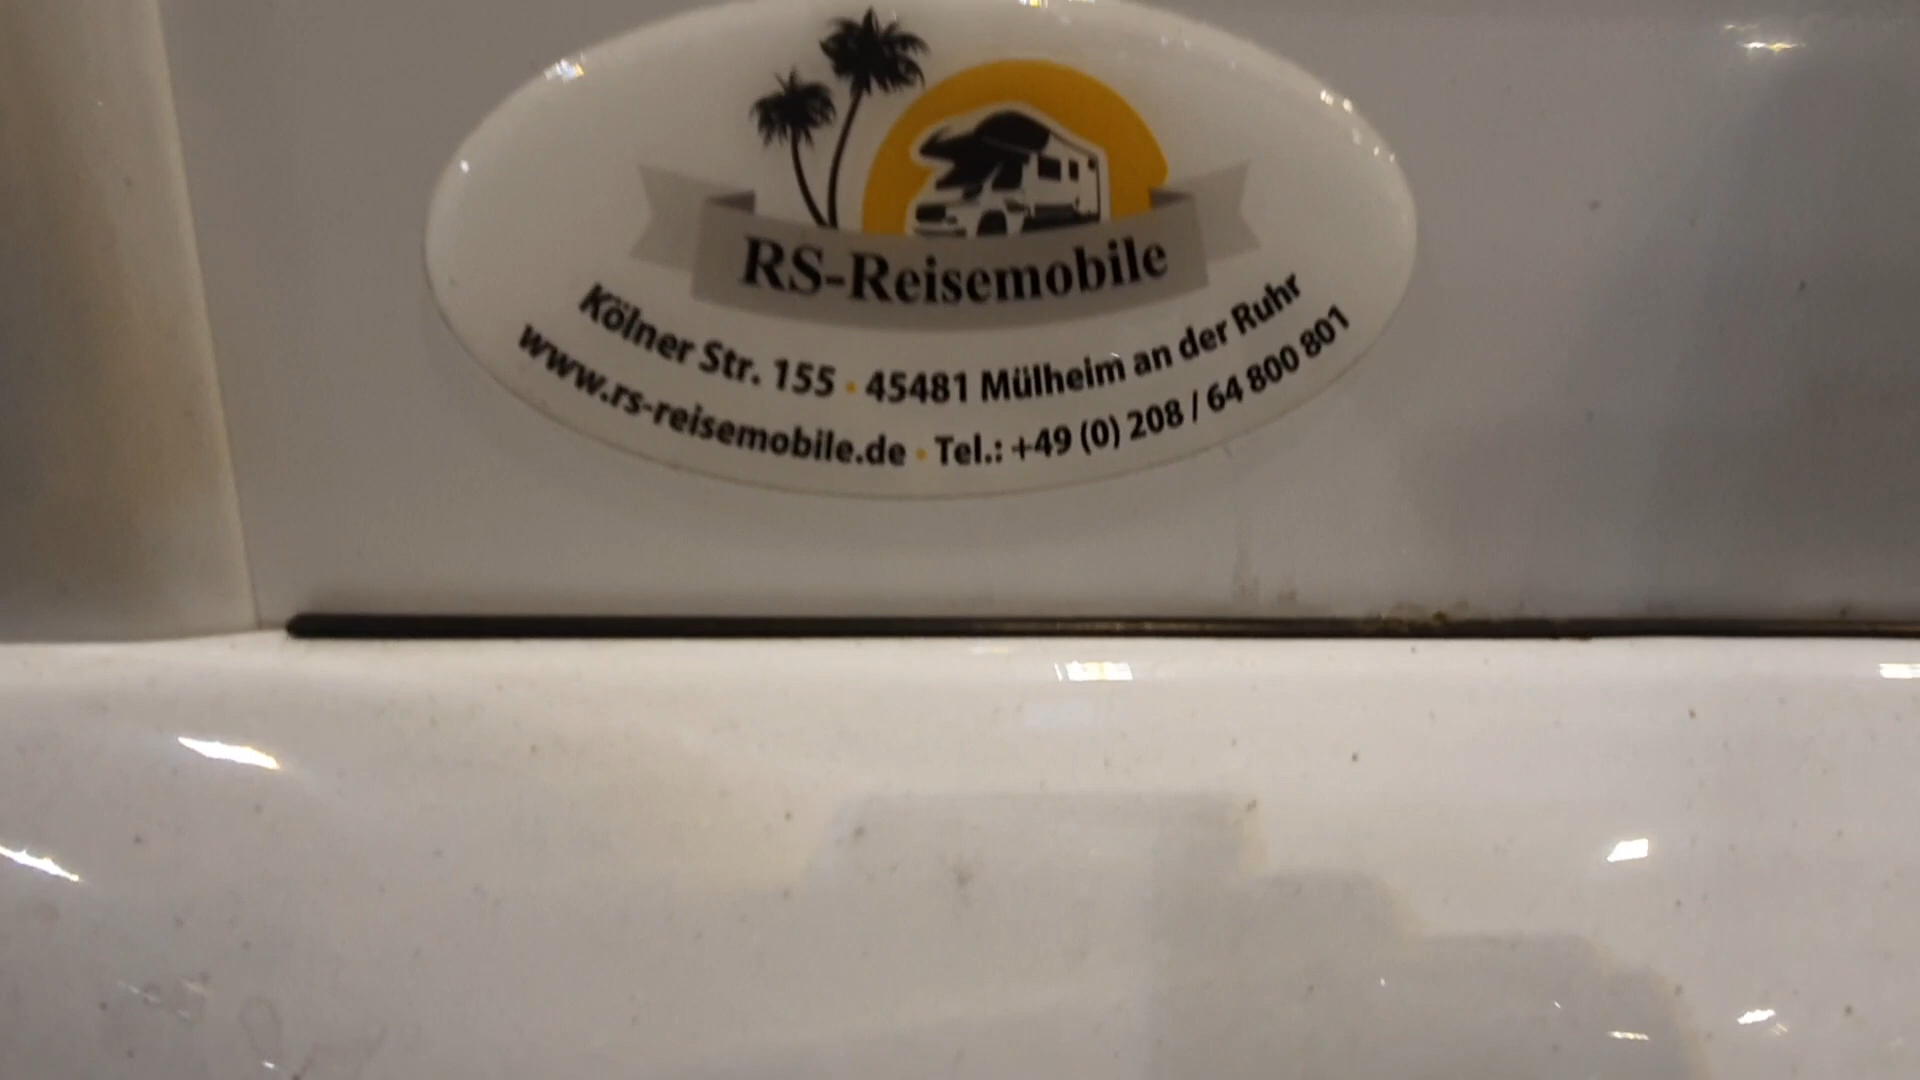 RS-Reisemobile
Kölner Str. 155 · 45481 Mülheim an der Ruhr
www.rs-reisemobile.de · Tel.: +49 (0) 208 / 64 800 801